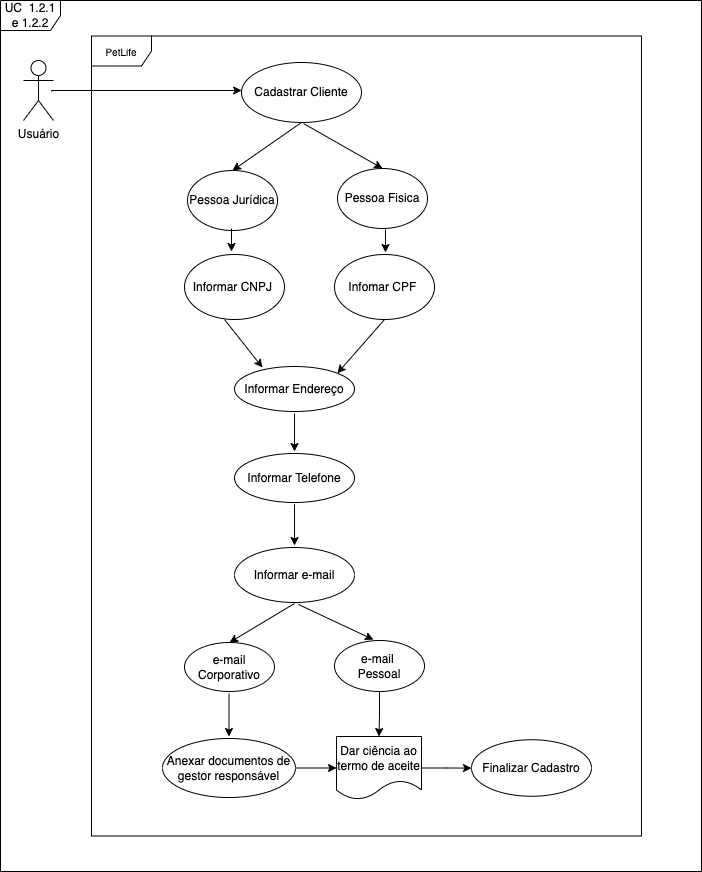 UC 1.2.1
e 1.2.2
PetLife
Usuário
Cadastrar Cliente
Pessoa Jurídica
Pessoa Fisica
Informar CNPJ
Infomar CPF
Informar Endereço
Informar Telefone
Informar e-mail
e-mail
Corporativo
e-mail
Pessoal
Anexar documentos de
gestor responsável
Dar ciência ao
termo de aceite
Finalizar Cadastro